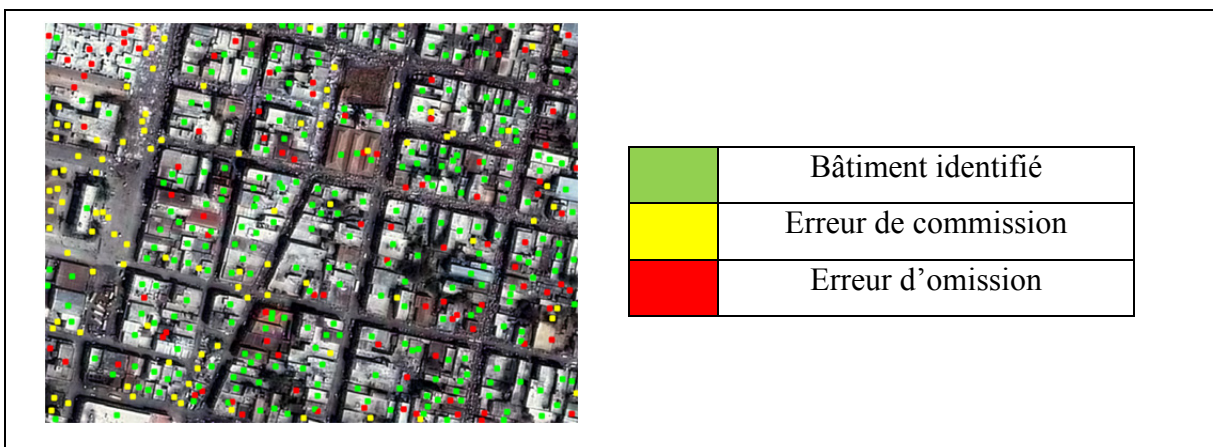 Bâtiment identifié
Erreur de commission
Erreur d’omission